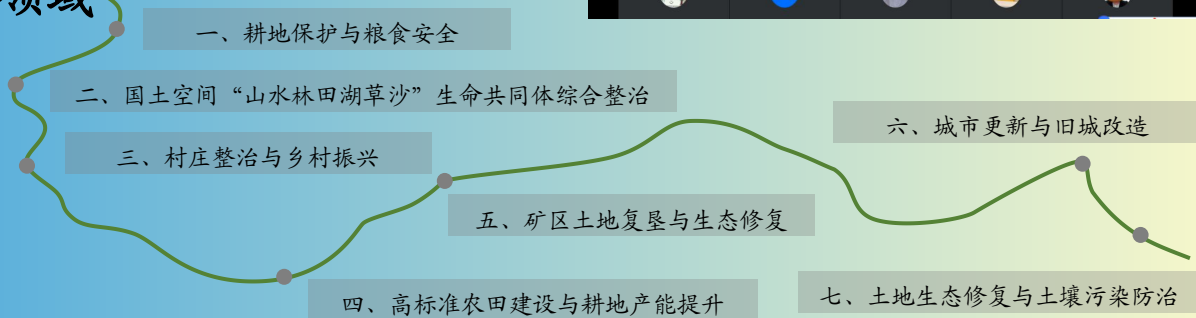 领域
一、耕地保护与粮食安全
二、国土空间“山水林田湖草沙”生命共同体综合整治
三、村庄整治与乡村振兴
四、高标准农田建设与耕地产能提升
五、矿区土地复垦与生态修复
六、城市更新与旧城改造
七、土地生态修复与土壤污染防治